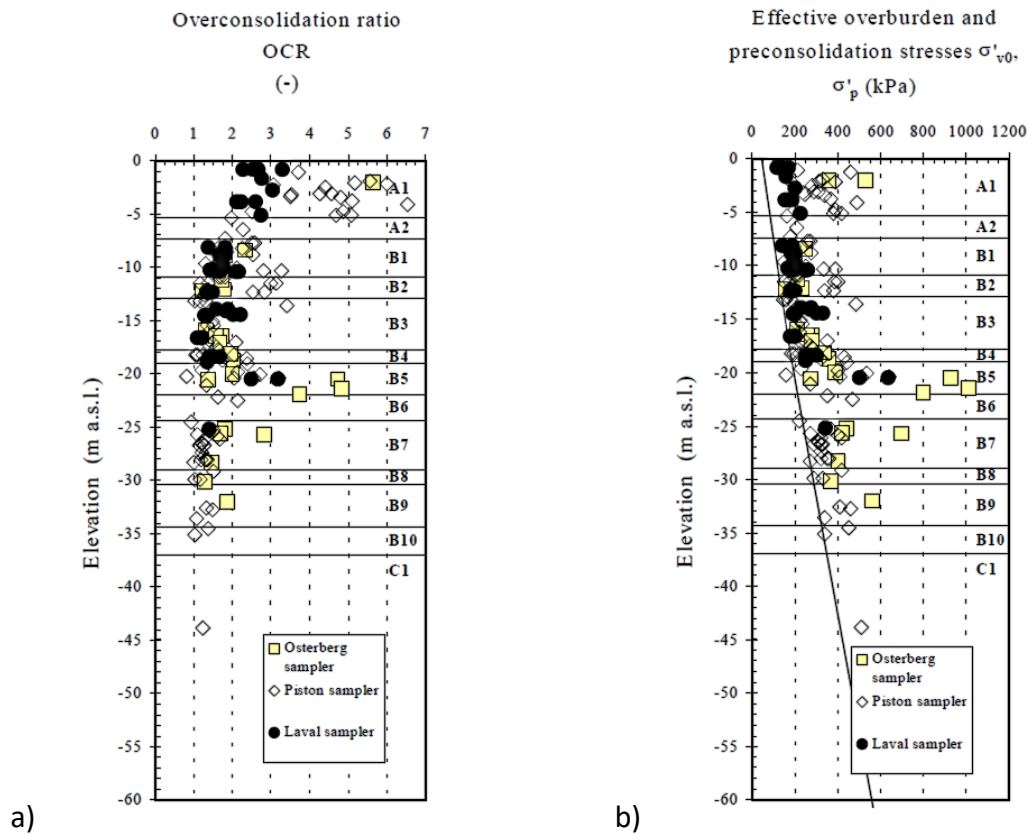 Overconsolidation ratio
OCR
(-)
0 1 2 3 4 5 6 7
Elevation (m a.s.l.)
0
-5
-10
-15
-20
-25
-30
-35
-40
-45
-50
-55
-60
A1
A2
B1
B2
B3
B4
B5
B6
B7
B8
B9
B10
C1
Osterberg
sampler
Piston sampler
Laval sampler
a)
Effective overburden and
preconsolidation stresses σ'v0,
σ'p (kPa)
0 200 400 600 800 1000 1200
Elevation (m a.s.l.)
0
-5
-10
-15
-20
-25
-30
-35
-40
-45
-50
-55
-60
A1
A2
B1
B2
B3
B4
B5
B6
B7
B8
B9
B10
C1
Osterberg
sampler
Piston sampler
Laval sampler
b)